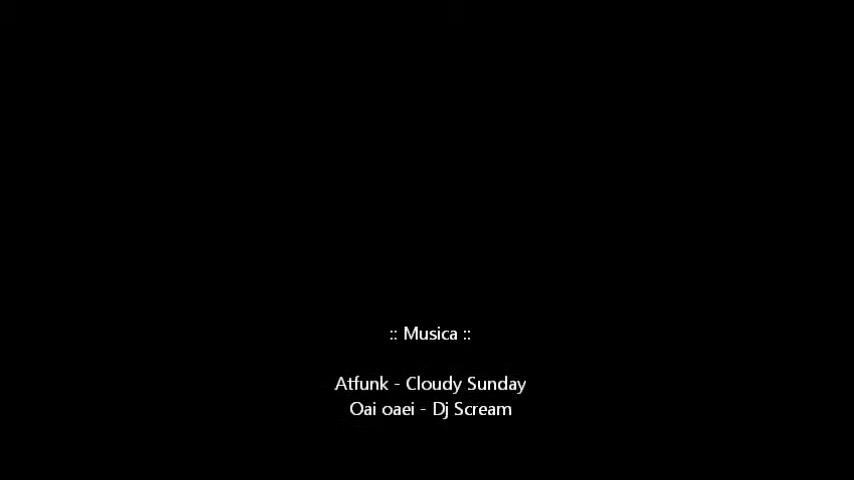 :: Musica ::
Atfunk - Cloudy Sunday
Oai oaei - Dj Scream